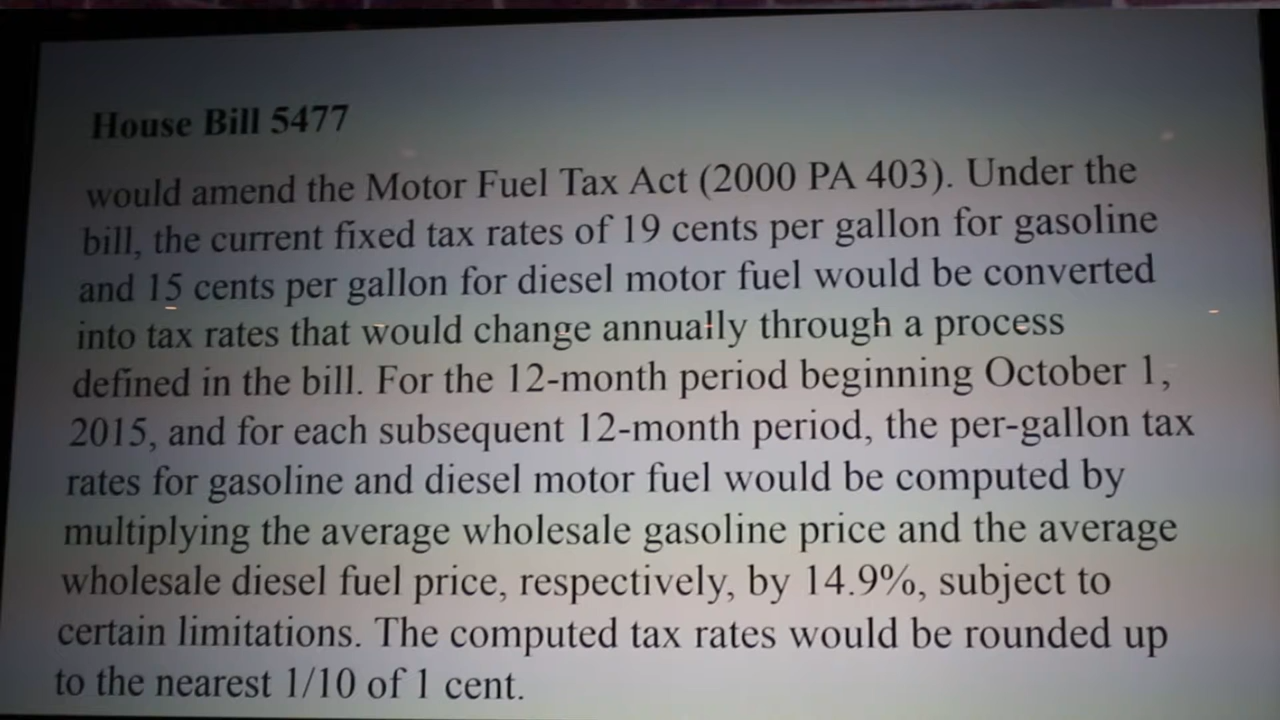 House Bill 5477
would amend the Motor Fuel Tax Act (2000 PA 403). Under the
bill, the current fixed tax rates of 19 cents per gallon for gasoline
and 15 cents per gallon for diesel motor fuel would be converted
into tax rates that would change annually through a process
defined in the bill. For the 12-month period beginning October 1,
2015, and for each subsequent 12-month period, the per-gallon tax
rates for gasoline and diesel motor fuel would be computed by
multiplying the average wholesale gasoline price and the average
wholesale diesel fuel price, respectively, by 14.9%, subject to
certain limitations. The computed tax rates would be rounded up
to the nearest 1/10 of 1 cent.